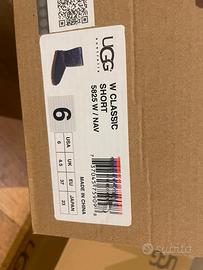 UGG
australia
W CLASSIC
SHORT
5825 W / NAV
6
USA UK EU JAPAN
6 4.5 37 23
MADE IN CHINA
Subito